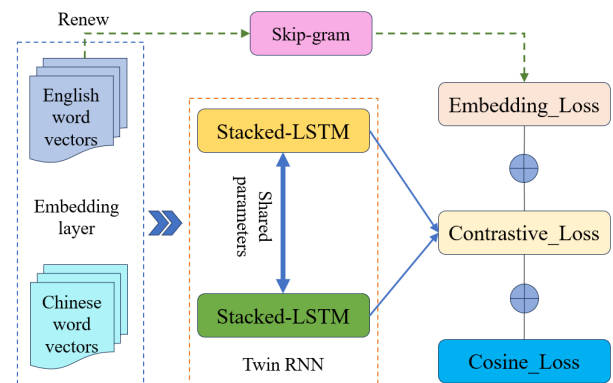 Renew
Skip-gram
English
word
vectors
Embedding_Loss
Stacked-LSTM
Embedding
layer
Shared
parameters
Contrastive_Loss
Chinese
word
vectors
Stacked-LSTM
Twin RNN
Cosine_Loss